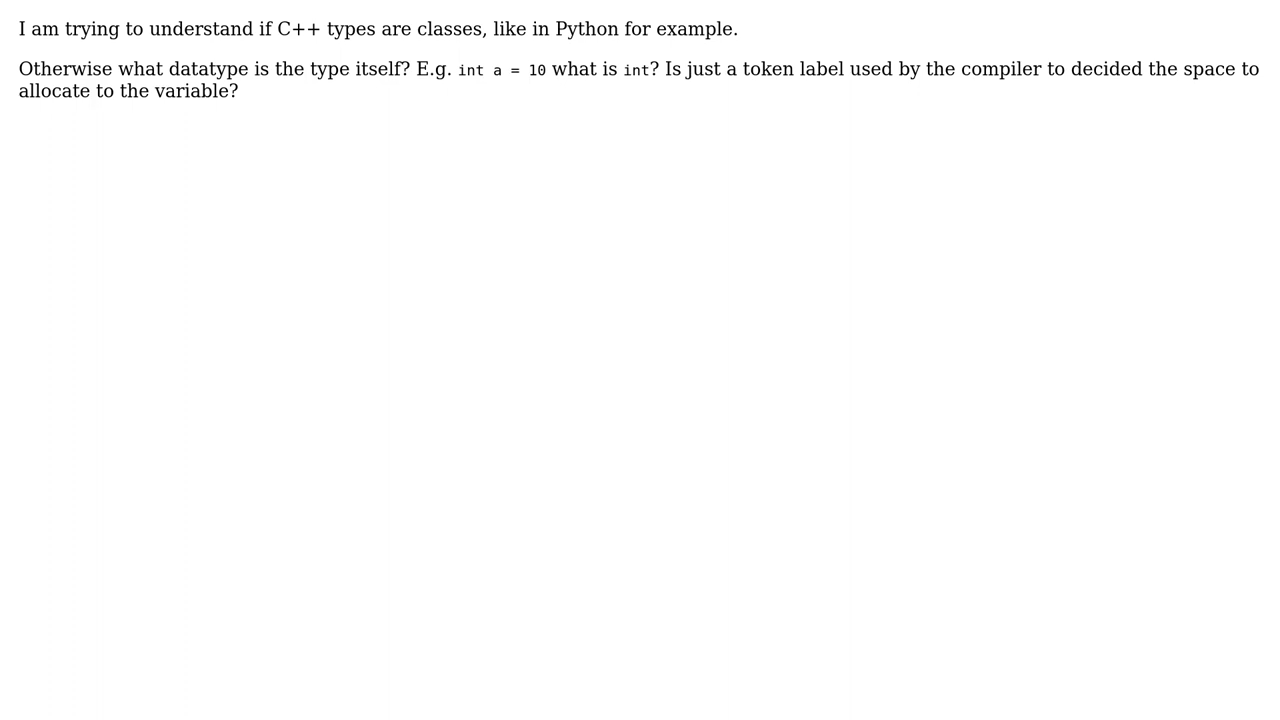 I am trying to understand if C++ types are classes, like in Python for example.
Otherwise what datatype is the type itself? E.g. int a = 10 what is int? Is just a token label used by the compiler to decided the space to
allocate to the variable?